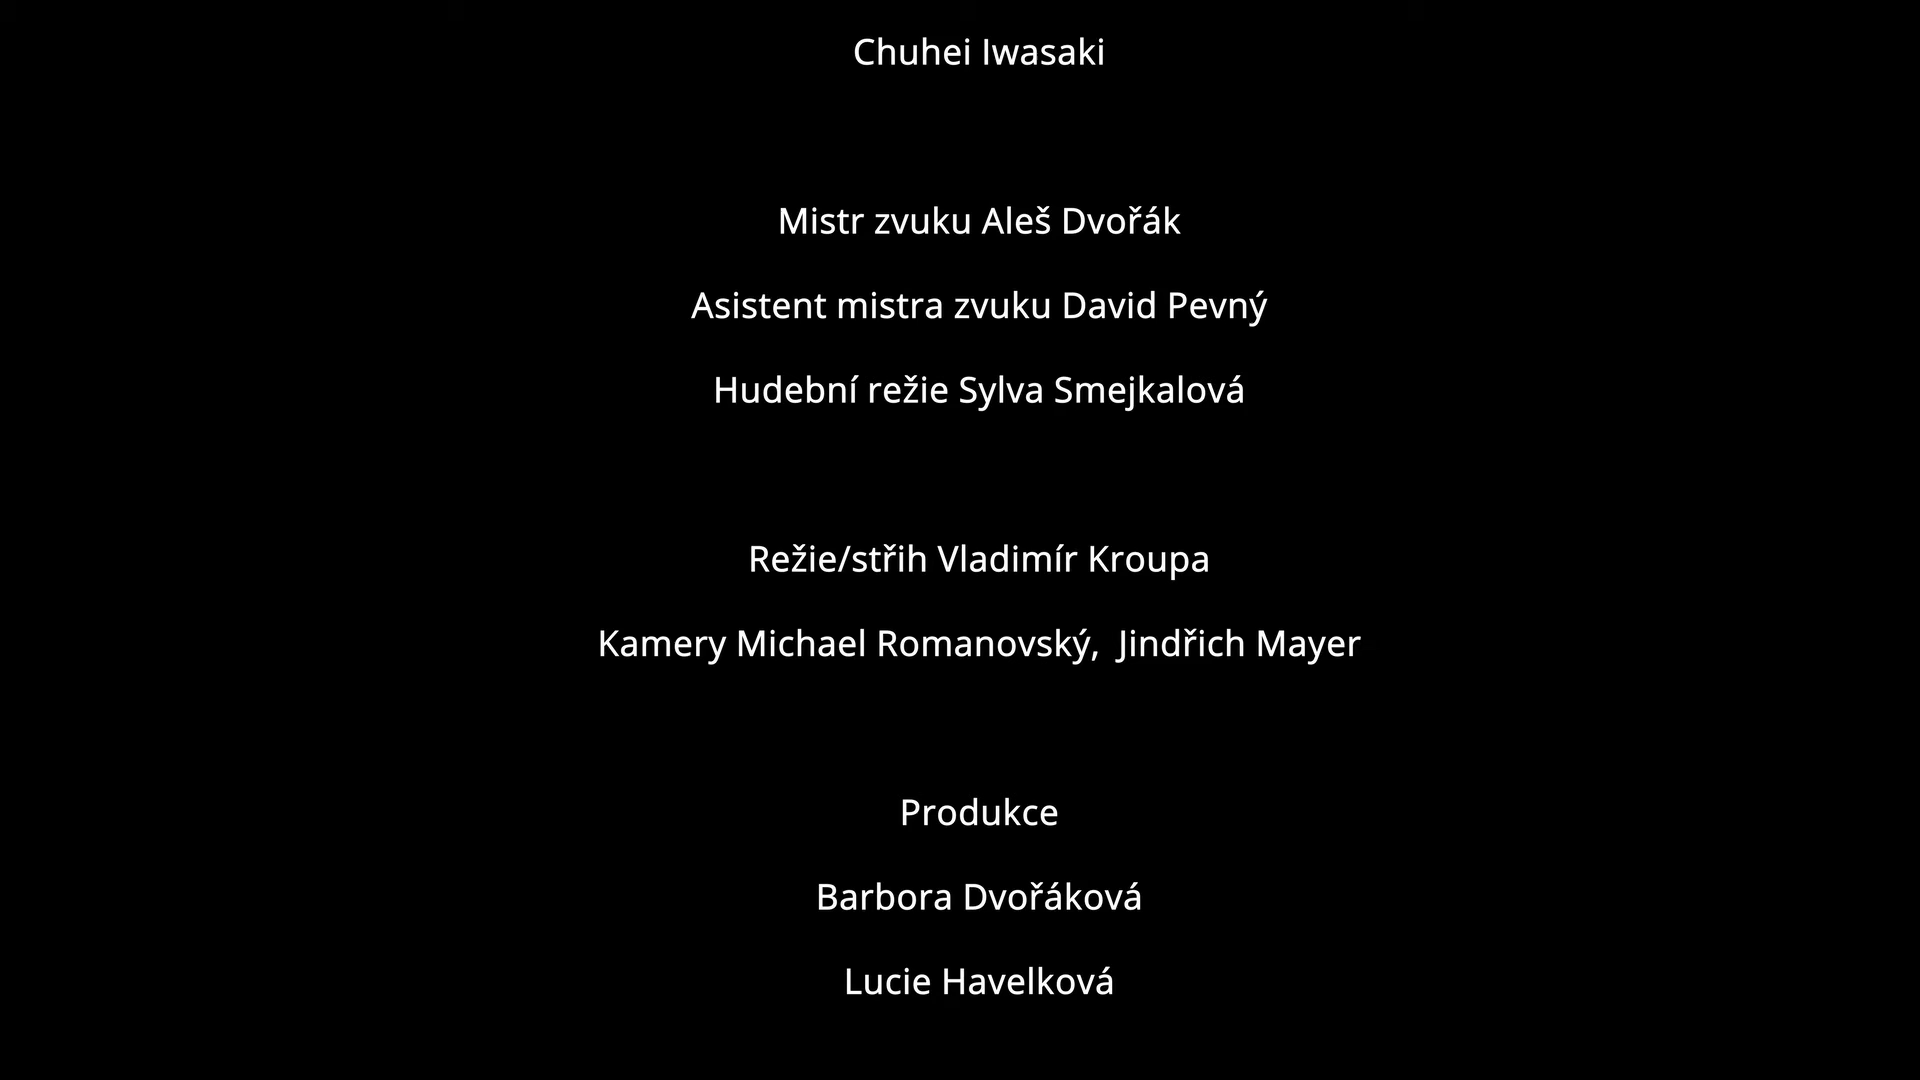 Chuhei Iwasaki
Mistr zvuku Aleš Dvořák
Asistent mistra zvuku David Pevný
Hudební režie Sylva Smejkalová
Režie/střih Vladimír Kroupa
Kamery Michael Romanovský,  Jindřich Mayer
Produkce
Barbora Dvořáková
Lucie Havelková